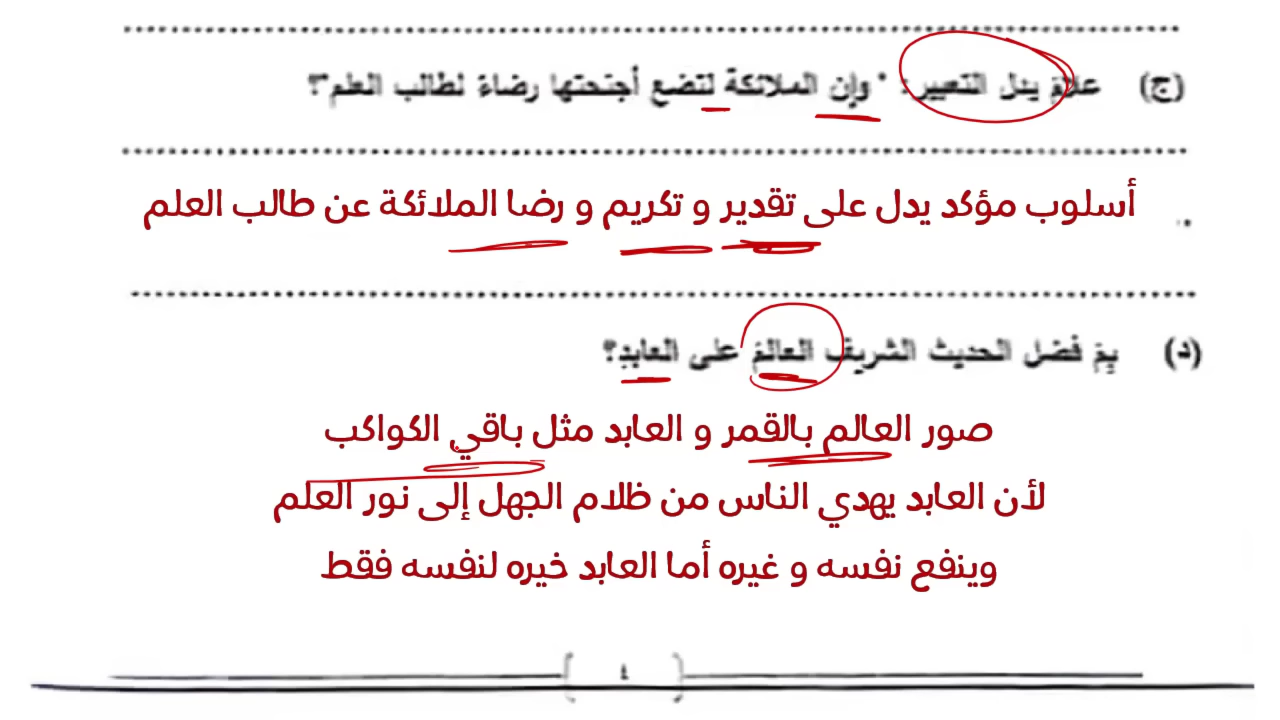 (ج) علامَ يدل التعبير: " وإن الملائكة لتضع أجنحتها رضاءً لطالب العلم؟
أسلوب مؤكد يدل على تقدير و تكريم و رضا الملائكة عن طالب العلم
(د) بِمَ فضل الحديث الشريف العالمَ على العابدِ؟
صور العالم بالقمر و العابد مثل باقي الكواكب
لأن العابد يهدي الناس من ظلام الجهل إلى نور العلم
وينفع نفسه و غيره أما العابد خيره لنفسه فقط
٤